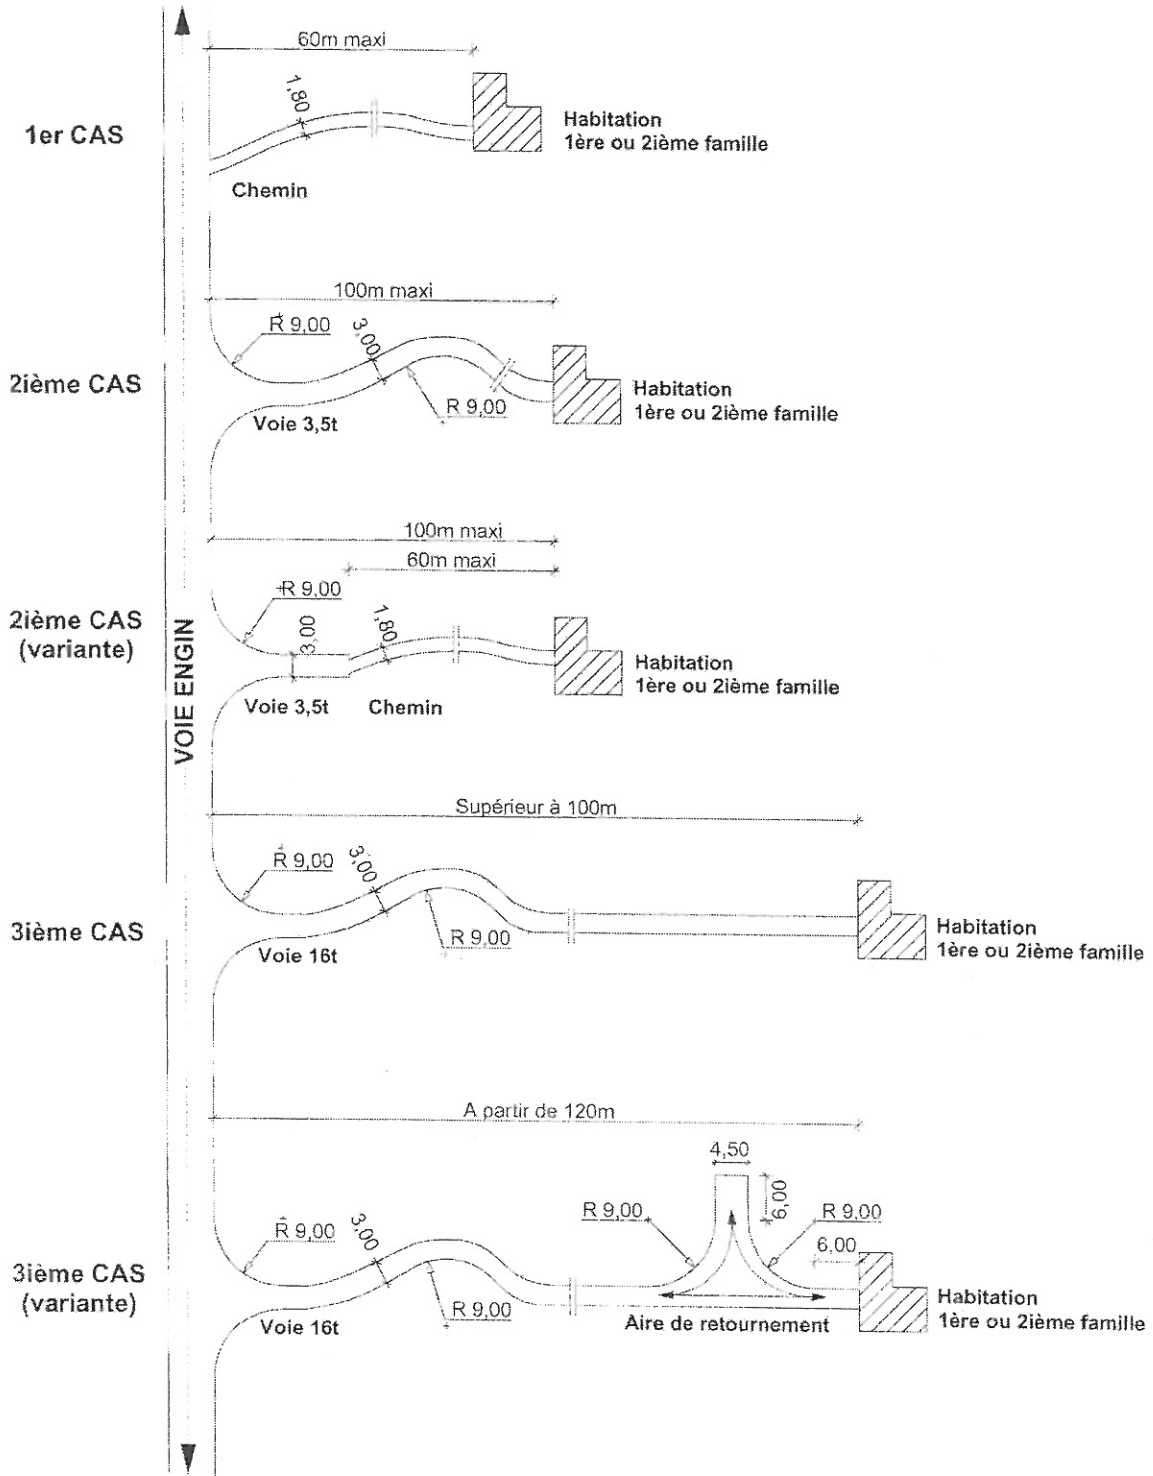 60m maxi
1,80
1er CAS
Habitation
1ère ou 2ième famille
Chemin
100m maxi
R 9,00
3,00
2ième CAS
Habitation
1ère ou 2ième famille
R 9,00
Voie 3,5t
100m maxi
60m maxi
R 9,00
3,00
1,80
2ième CAS
(variante)
Habitation
1ère ou 2ième famille
Voie 3,5t
Chemin
VOIE ENGIN
Supérieur à 100m
R 9,00
3,00
3ième CAS
R 9,00
Habitation
1ère ou 2ième famille
Voie 16t
A partir de 120m
4,50
6,00
R 9,00
3,00
R 9,00
R 9,00
6,00
3ième CAS
(variante)
R 9,00
Voie 16t
Aire de retournement
Habitation
1ère ou 2ième famille